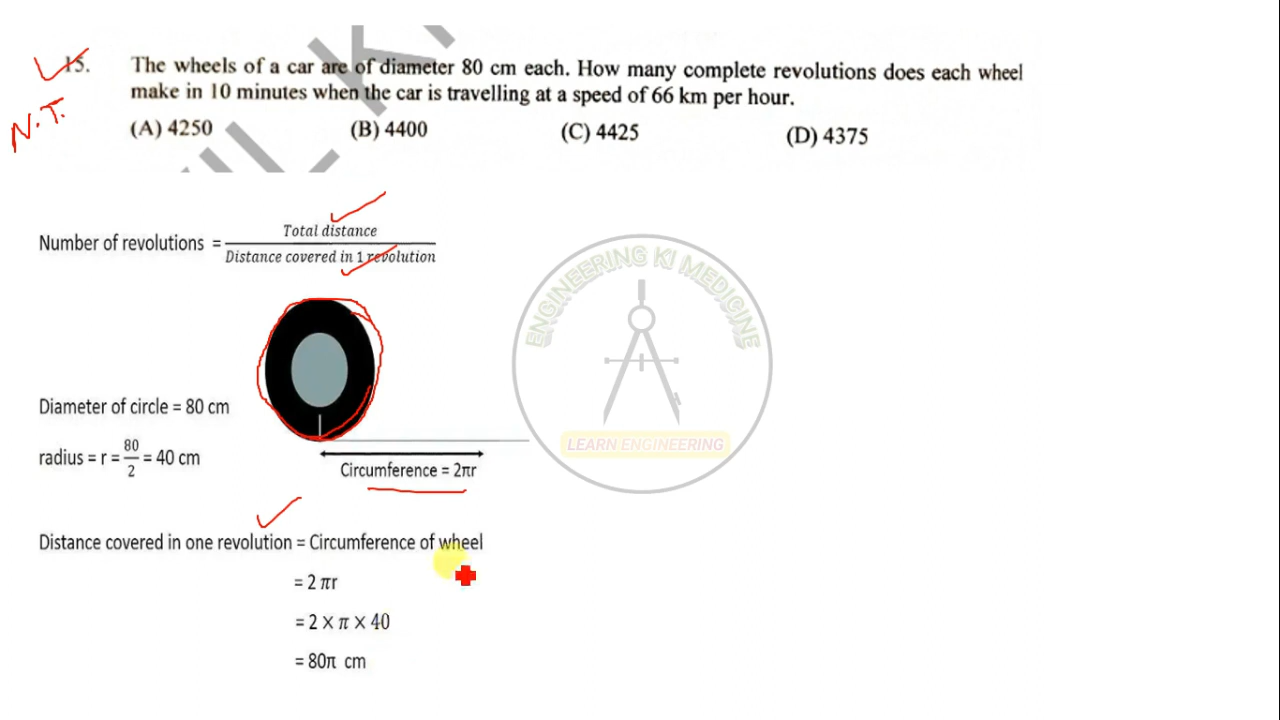 15. The wheels of a car are of diameter 80 cm each. How many complete revolutions does each wheel
make in 10 minutes when the car is travelling at a speed of 66 km per hour.
N.T.
(A) 4250 (B) 4400 (C) 4425 (D) 4375
Number of revolutions = Total distance / Distance covered in 1 revolution
ENGINEERING KI MEDICINE
LEARN ENGINEERING
Diameter of circle = 80 cm
radius = r = 80/2 = 40 cm
Circumference = 2πr
Distance covered in one revolution = Circumference of wheel
= 2 πr
= 2 × π × 40
= 80π cm